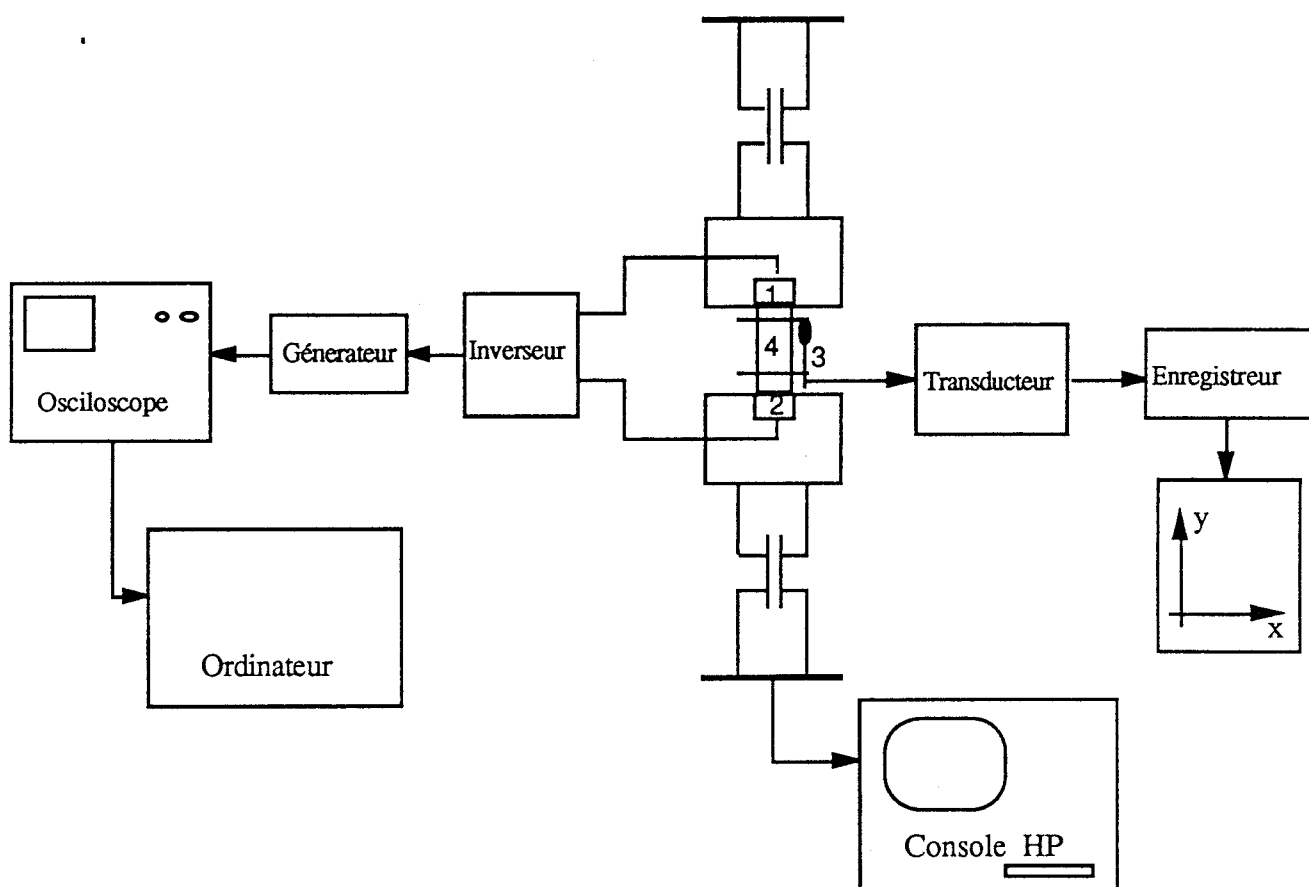 1
4
3
2
Osciloscope
Génerateur
Inverseur
Transducteur
Enregistreur
y
x
Ordinateur
Console HP